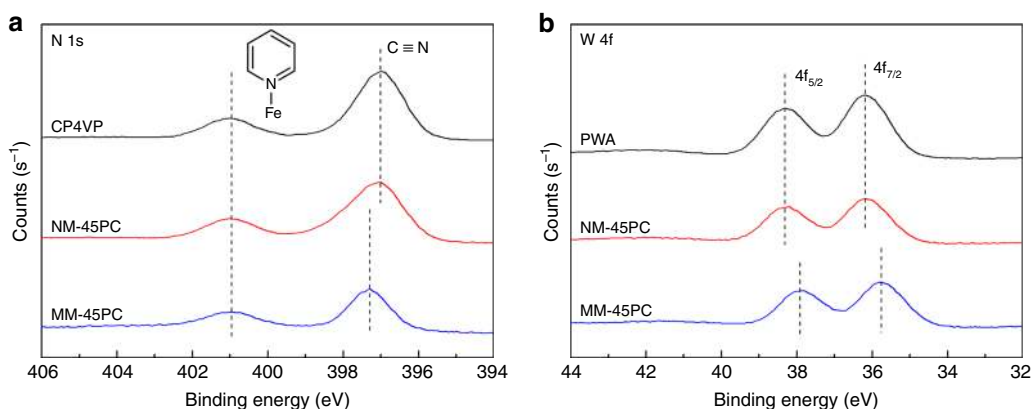 a
N 1s
C ≡ N
N
Fe
CP4VP
NM-45PC
MM-45PC
Counts (s⁻¹)
406 404 402 400 398 396 394
Binding energy (eV)
b
W 4f
4f₅/₂
4f₇/₂
PWA
NM-45PC
MM-45PC
Counts (s⁻¹)
44 42 40 38 36 34 32
Binding energy (eV)